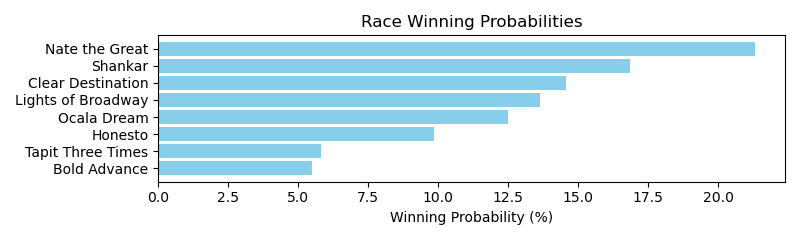 Race Winning Probabilities
Nate the Great
Shankar
Clear Destination
Lights of Broadway
Ocala Dream
Honesto
Tapit Three Times
Bold Advance
0.0 2.5 5.0 7.5 10.0 12.5 15.0 17.5 20.0
Winning Probability (%)